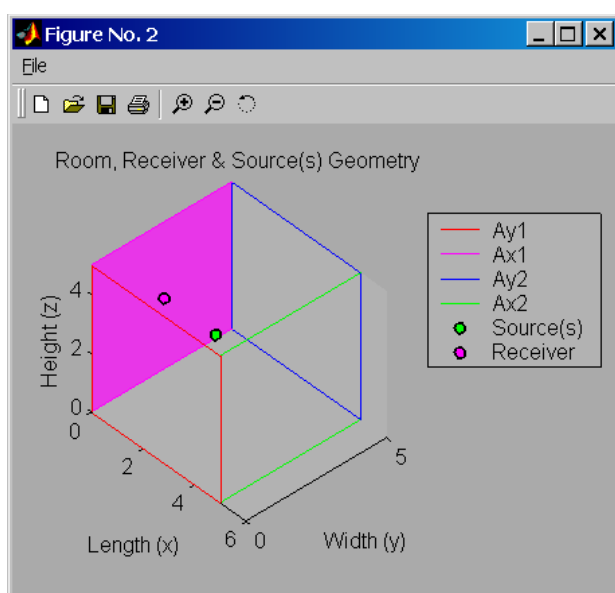 Figure No. 2
File
Room, Receiver & Source(s) Geometry
Ay1
Ax1
Ay2
Ax2
Source(s)
Receiver
Height (z)
4
2
0
0
2
4
6
Length (x)
0
5
Width (y)